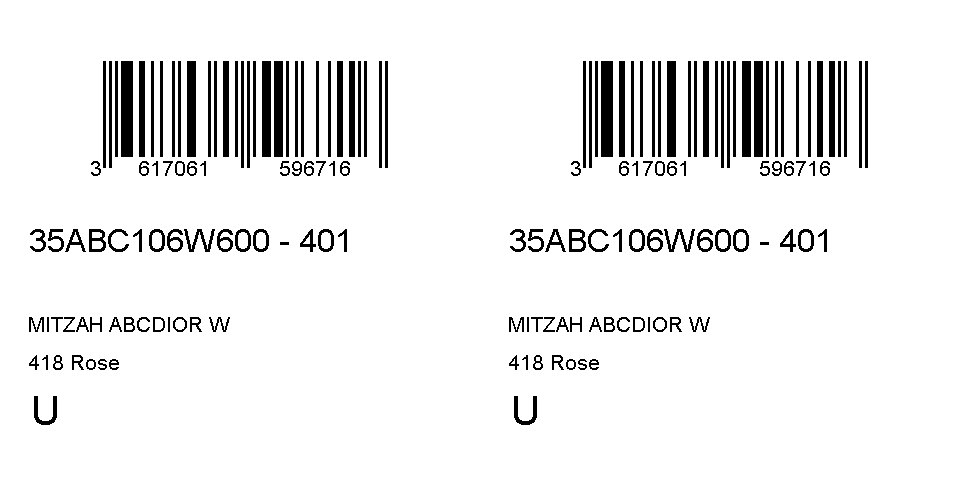 3 617061 596716
35ABC106W600 - 401
MITZAH ABCDIOR W
418 Rose
U
3 617061 596716
35ABC106W600 - 401
MITZAH ABCDIOR W
418 Rose
U